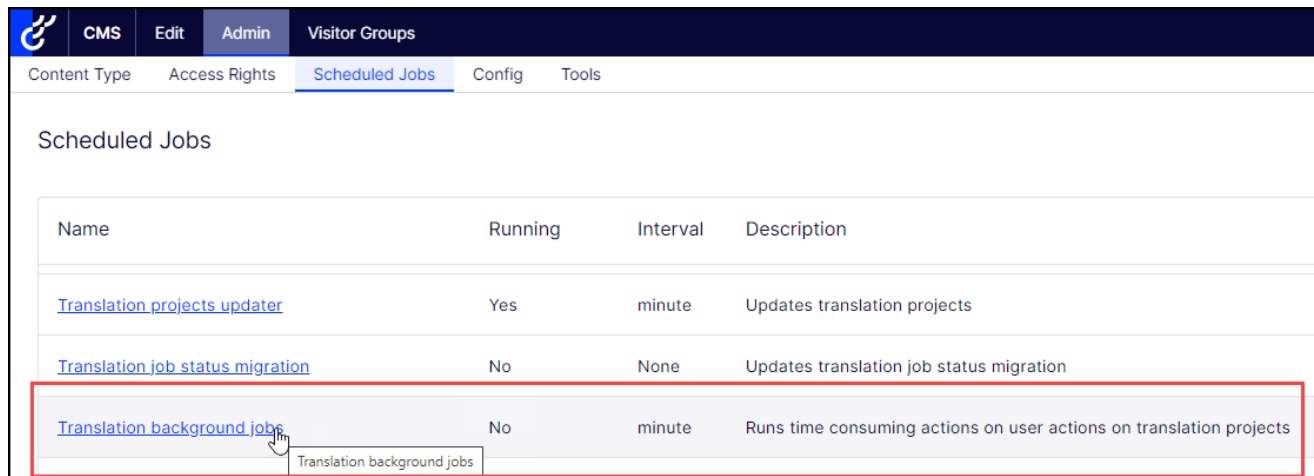 CMS Edit Admin Visitor Groups
Content Type Access Rights Scheduled Jobs Config Tools
Scheduled Jobs
Name Running Interval Description
Translation projects updater Yes minute Updates translation projects
Translation job status migration No None Updates translation job status migration
Translation background jobs No minute Runs time consuming actions on user actions on translation projects
Translation background jobs